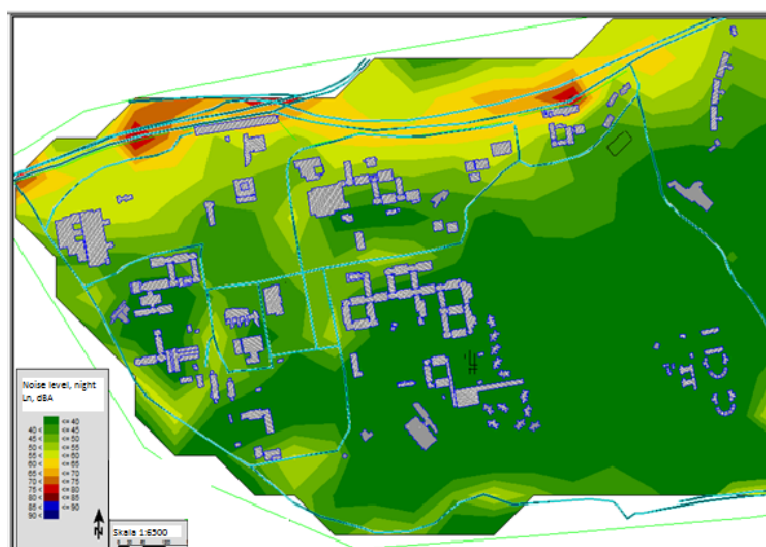 Noise level, night
Ln, dBA
<= 40
40 < <= 45
45 < <= 50
50 < <= 55
55 < <= 60
60 < <= 65
65 < <= 70
70 < <= 75
75 < <= 80
80 < <= 85
85 < <= 90
90 <
Skala 1:6500